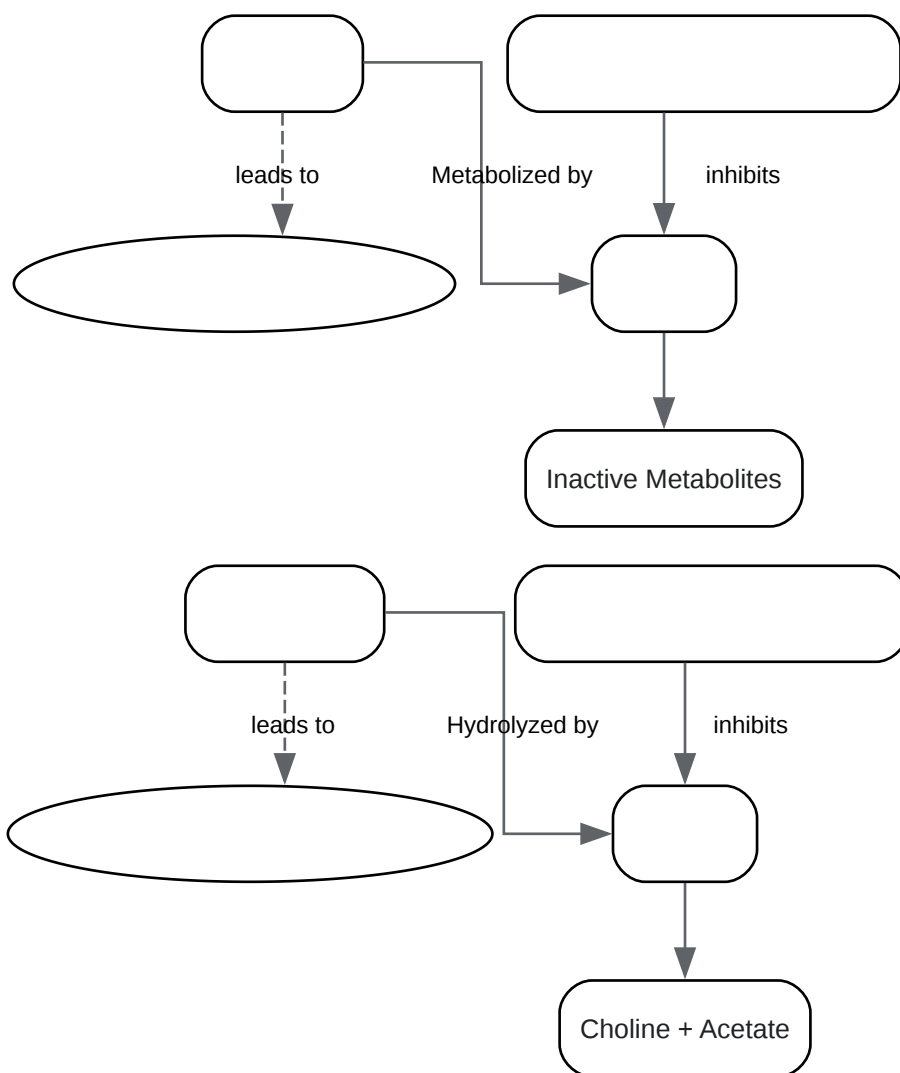 leads to
Metabolized by
inhibits
Inactive Metabolites
leads to
Hydrolyzed by
inhibits
Choline + Acetate